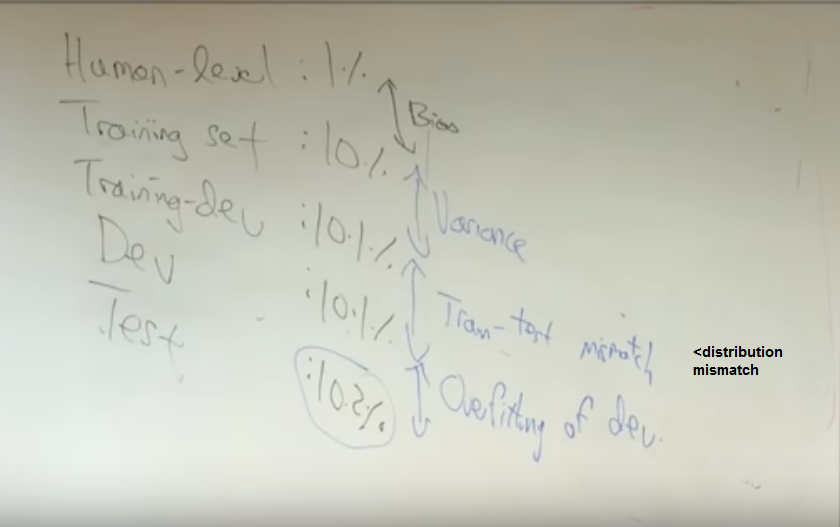 Human-level : 1%
Bias
Training set : 10%
Variance
Training-dev : 10.1%
Dev : 10.1%
Train-test mismatch
<distribution
mismatch
Test : 10.2%
Overfitting of dev.